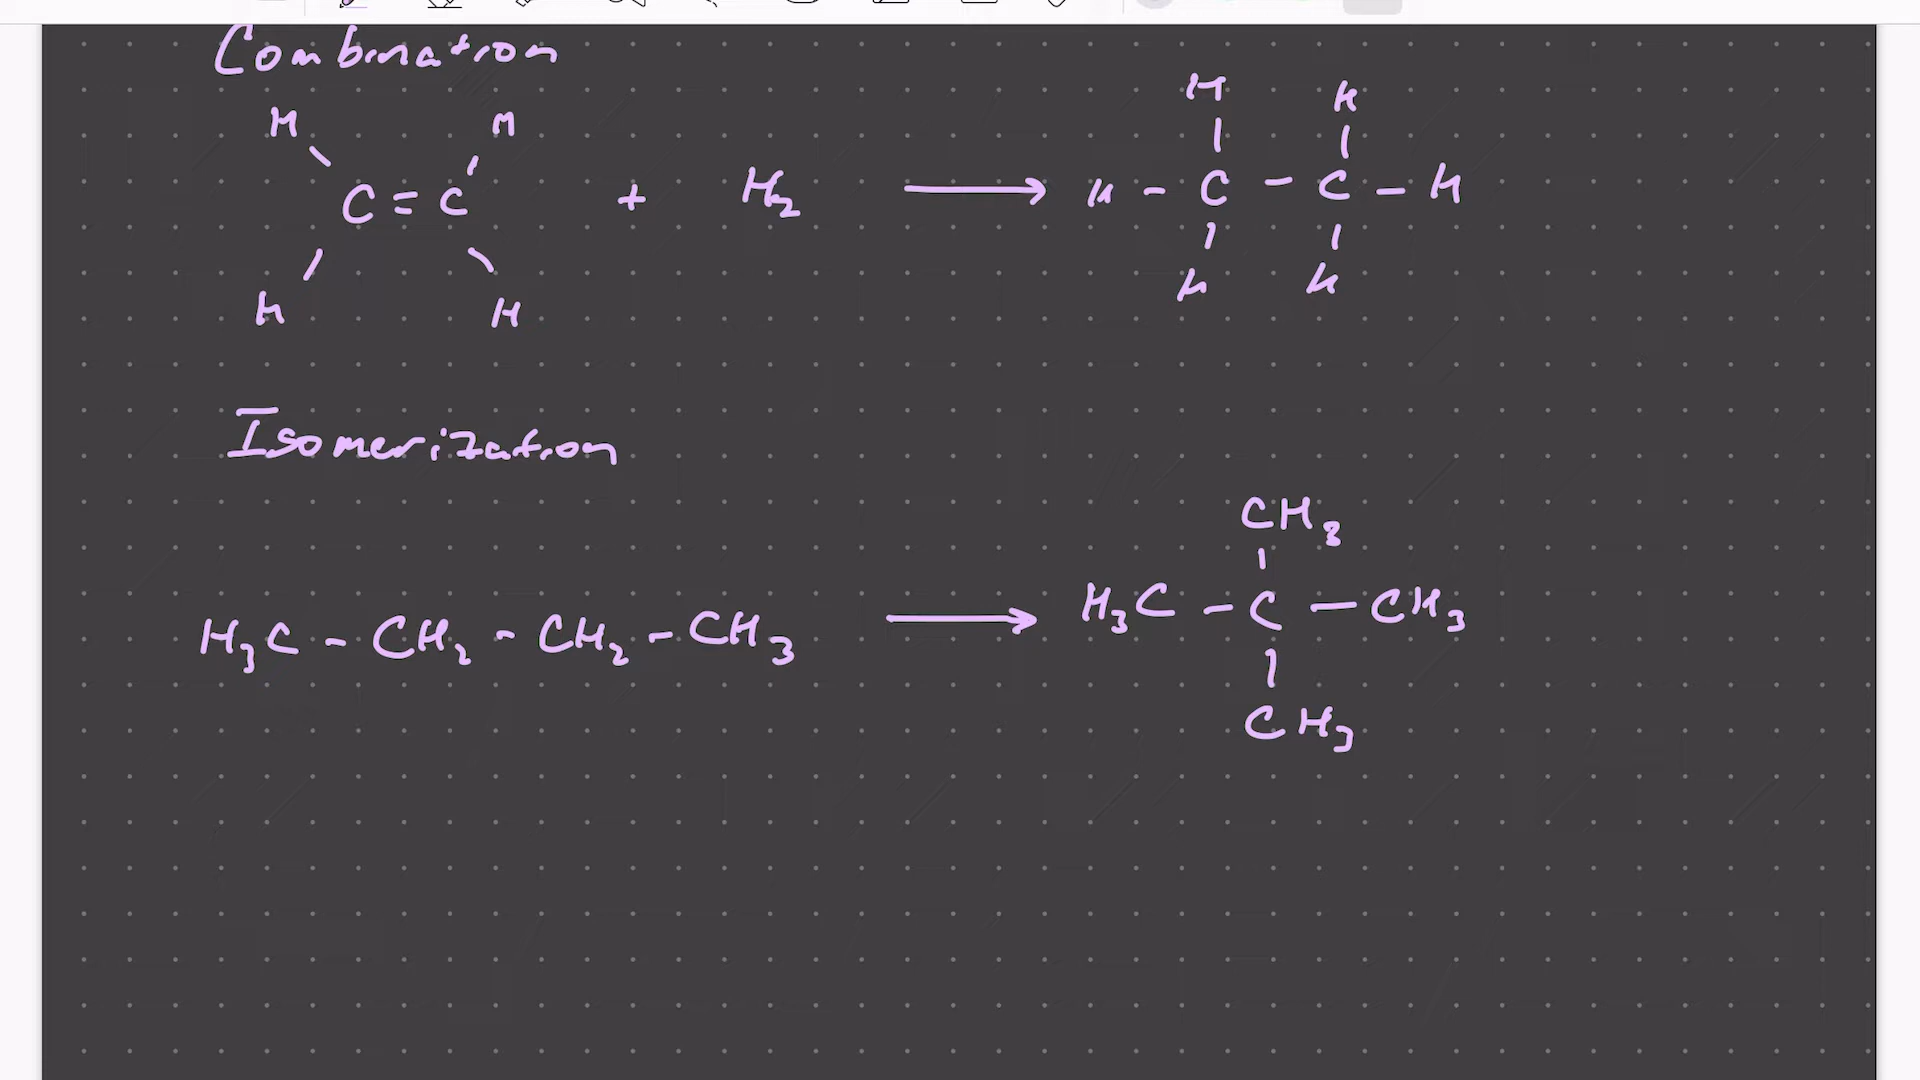 Combination
H H H H
C = C + H₂ → H - C - C - H
H H H H
Isomerization
CH₃
H₃C - CH₂ - CH₂ - CH₃ → H₃C - C - CH₃
CH₃